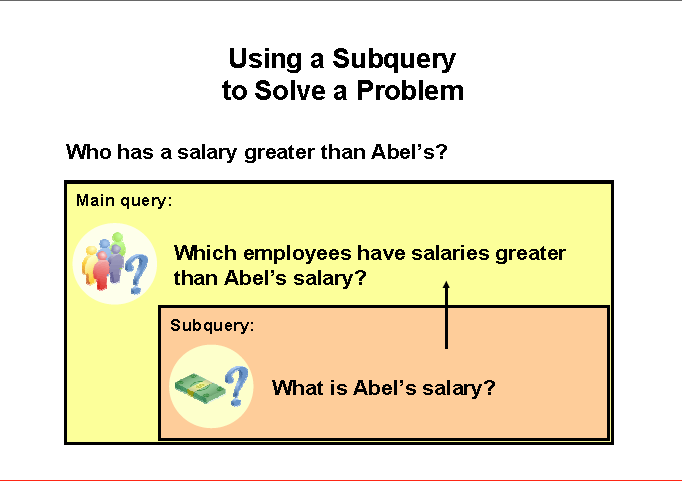 Using a Subquery
to Solve a Problem
Who has a salary greater than Abel's?
Main query:
Which employees have salaries greater
than Abel's salary?
Subquery:
What is Abel's salary?